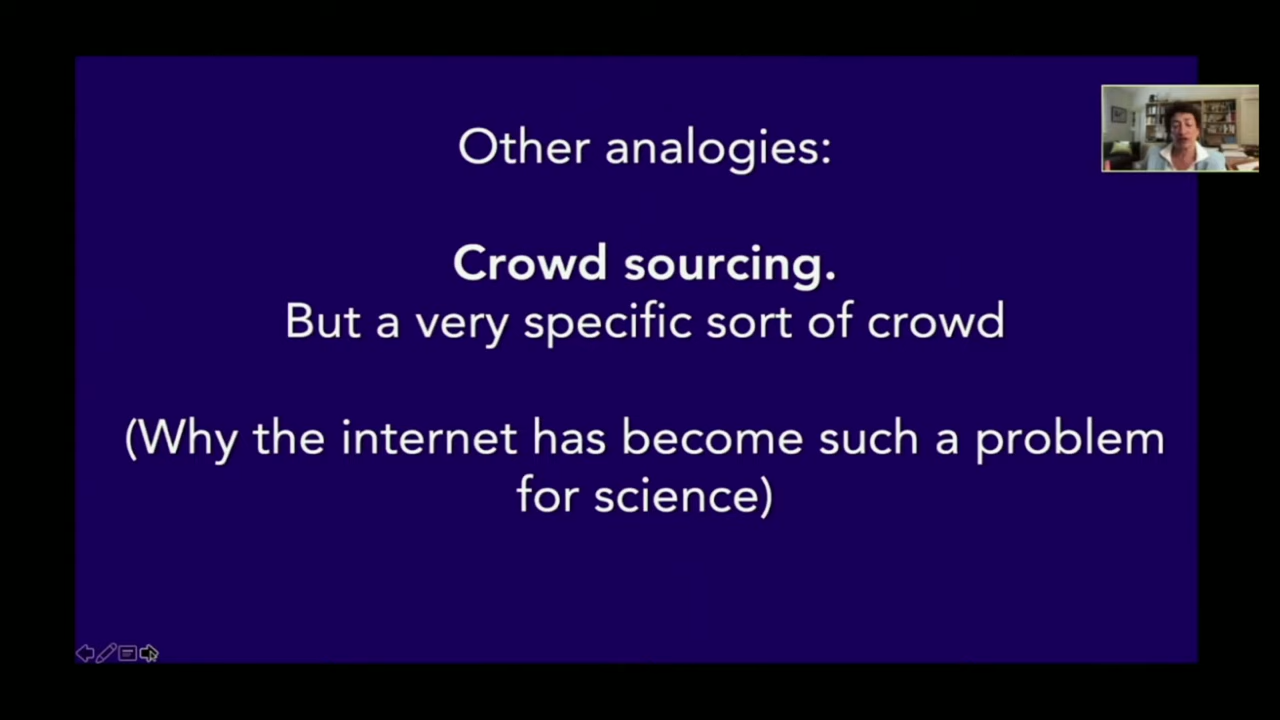 Other analogies:
Crowd sourcing.
But a very specific sort of crowd
(Why the internet has become such a problem
for science)